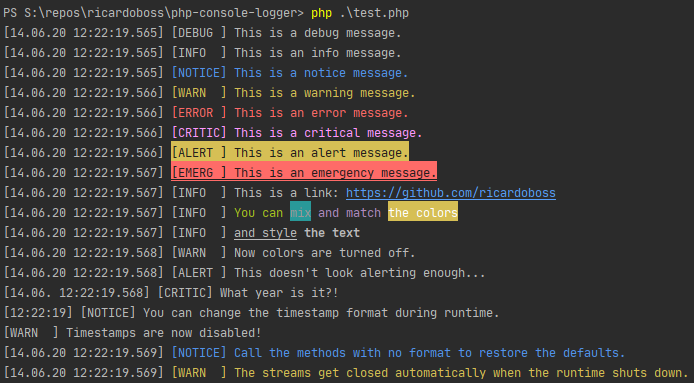 PS S:\repos\ricardoboss\php-console-logger> php .\test.php
[14.06.20 12:22:19.565] [DEBUG ] This is a debug message.
[14.06.20 12:22:19.565] [INFO  ] This is an info message.
[14.06.20 12:22:19.565] [NOTICE] This is a notice message.
[14.06.20 12:22:19.566] [WARN  ] This is a warning message.
[14.06.20 12:22:19.566] [ERROR ] This is an error message.
[14.06.20 12:22:19.566] [CRITIC] This is a critical message.
[14.06.20 12:22:19.566] [ALERT ] This is an alert message.
[14.06.20 12:22:19.567] [EMERG ] This is an emergency message.
[14.06.20 12:22:19.567] [INFO  ] This is a link: https://github.com/ricardoboss
[14.06.20 12:22:19.567] [INFO  ] You can mix and match the colors
[14.06.20 12:22:19.567] [INFO  ] and style the text
[14.06.20 12:22:19.568] [WARN  ] Now colors are turned off.
[14.06.20 12:22:19.568] [ALERT ] This doesn't look alerting enough...
[14.06. 12:22:19.568] [CRITIC] What year is it?!
[12:22:19] [NOTICE] You can change the timestamp format during runtime.
[WARN  ] Timestamps are now disabled!
[14.06.20 12:22:19.569] [NOTICE] Call the methods with no format to restore the defaults.
[14.06.20 12:22:19.569] [WARN  ] The streams get closed automatically when the runtime shuts down.